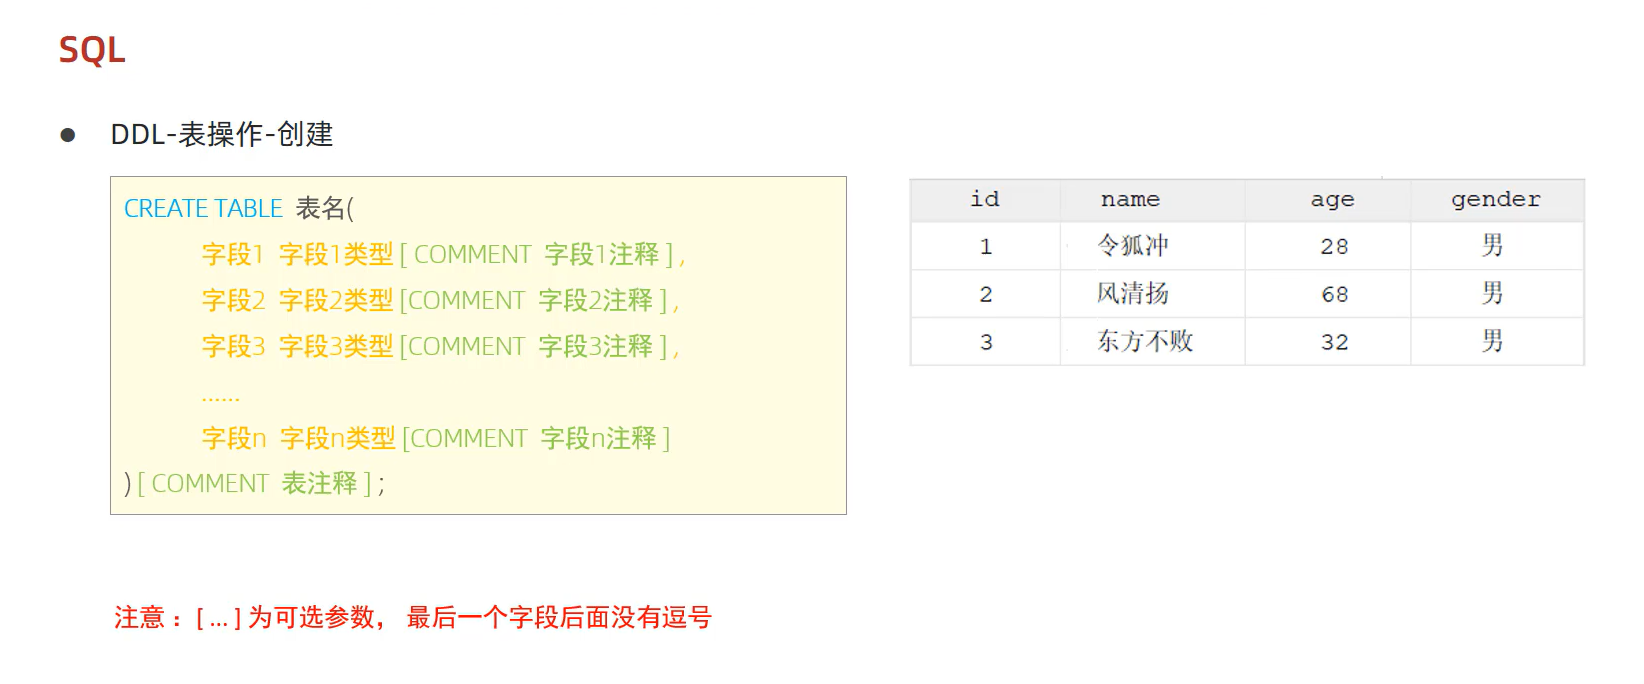 SQL
● DDL-表操作-创建
CREATE TABLE 表名(
字段1 字段1类型[ COMMENT 字段1注释 ] ,
字段2 字段2类型[COMMENT 字段2注释 ] ,
字段3 字段3类型[COMMENT 字段3注释 ] ,
......
字段n 字段n类型[COMMENT 字段n注释 ]
)[ COMMENT 表注释 ] ;
id name age gender
1 令狐冲 28 男
2 风清扬 68 男
3 东方不败 32 男
注意：[ ... ] 为可选参数， 最后一个字段后面没有逗号